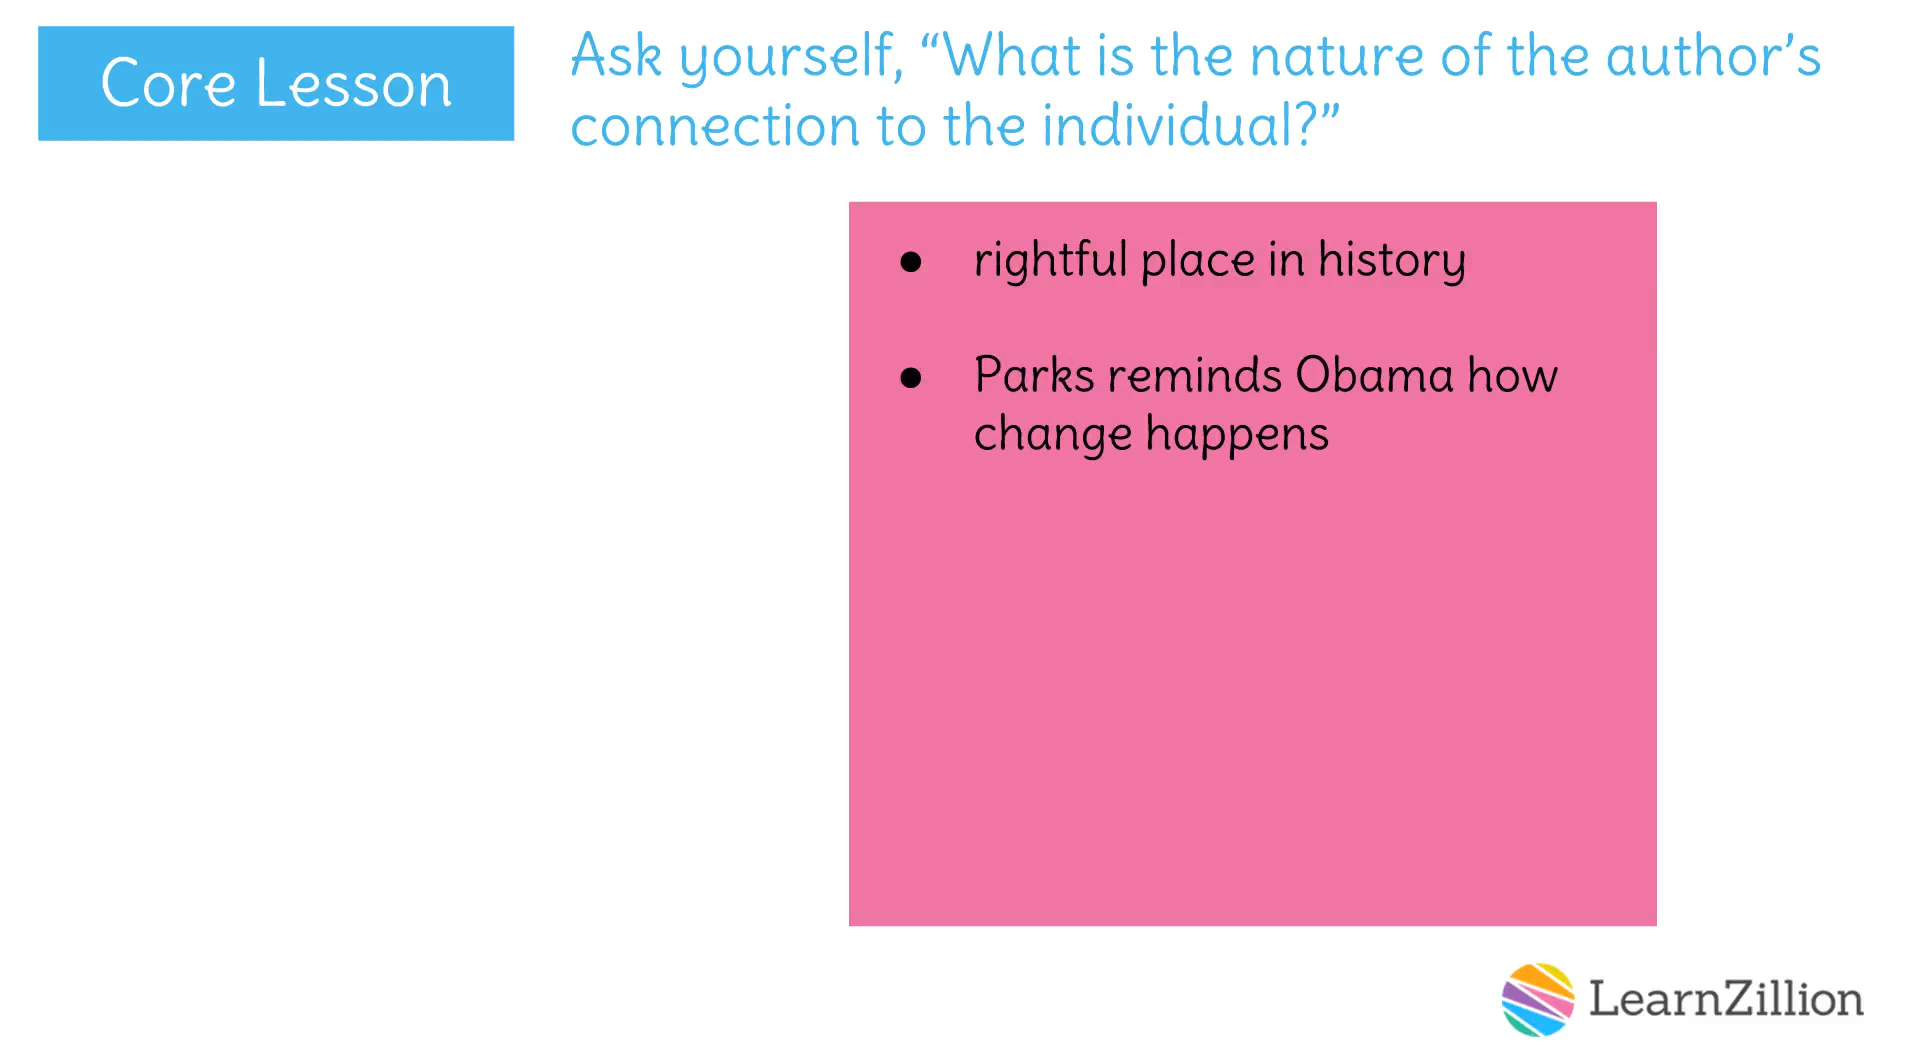 Core Lesson
Ask yourself, “What is the nature of the author’s
connection to the individual?”
● rightful place in history
● Parks reminds Obama how
change happens
LearnZillion